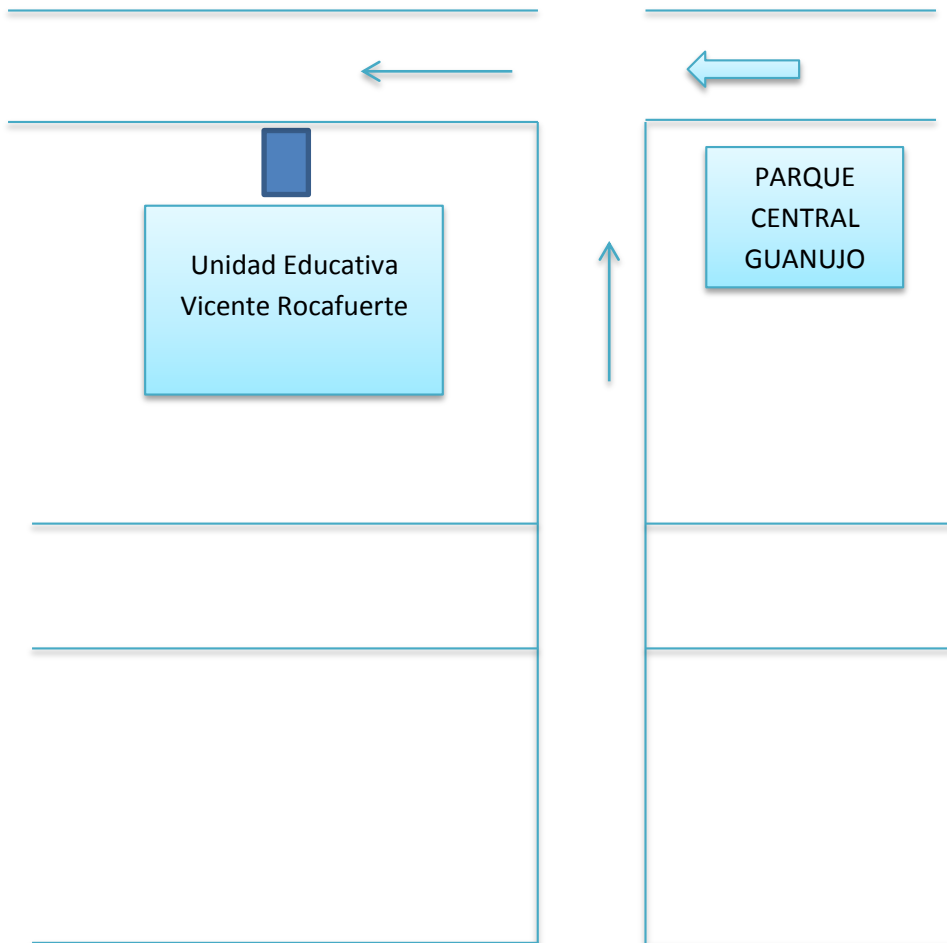 PARQUE
CENTRAL
GUANUJO
Unidad Educativa
Vicente Rocafuerte